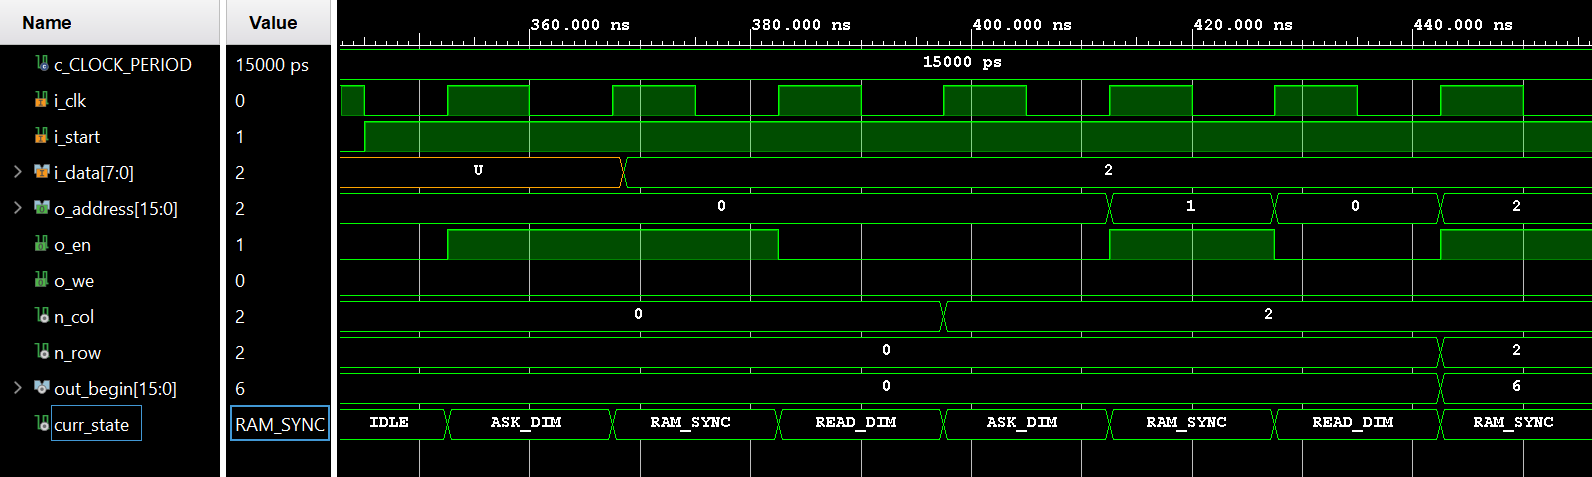 Name Value 360.000 ns 380.000 ns 400.000 ns 420.000 ns 440.000 ns
c_CLOCK_PERIOD 15000 ps 15000 ps
i_clk 0
i_start 1
i_data[7:0] 2 U 2
o_address[15:0] 2 0 1 0 2
o_en 1
o_we 0
n_col 2 0 2
n_row 2 0 2
out_begin[15:0] 6 0 6
curr_state RAM_SYNC IDLE ASK_DIM RAM_SYNC READ_DIM ASK_DIM RAM_SYNC READ_DIM RAM_SYNC